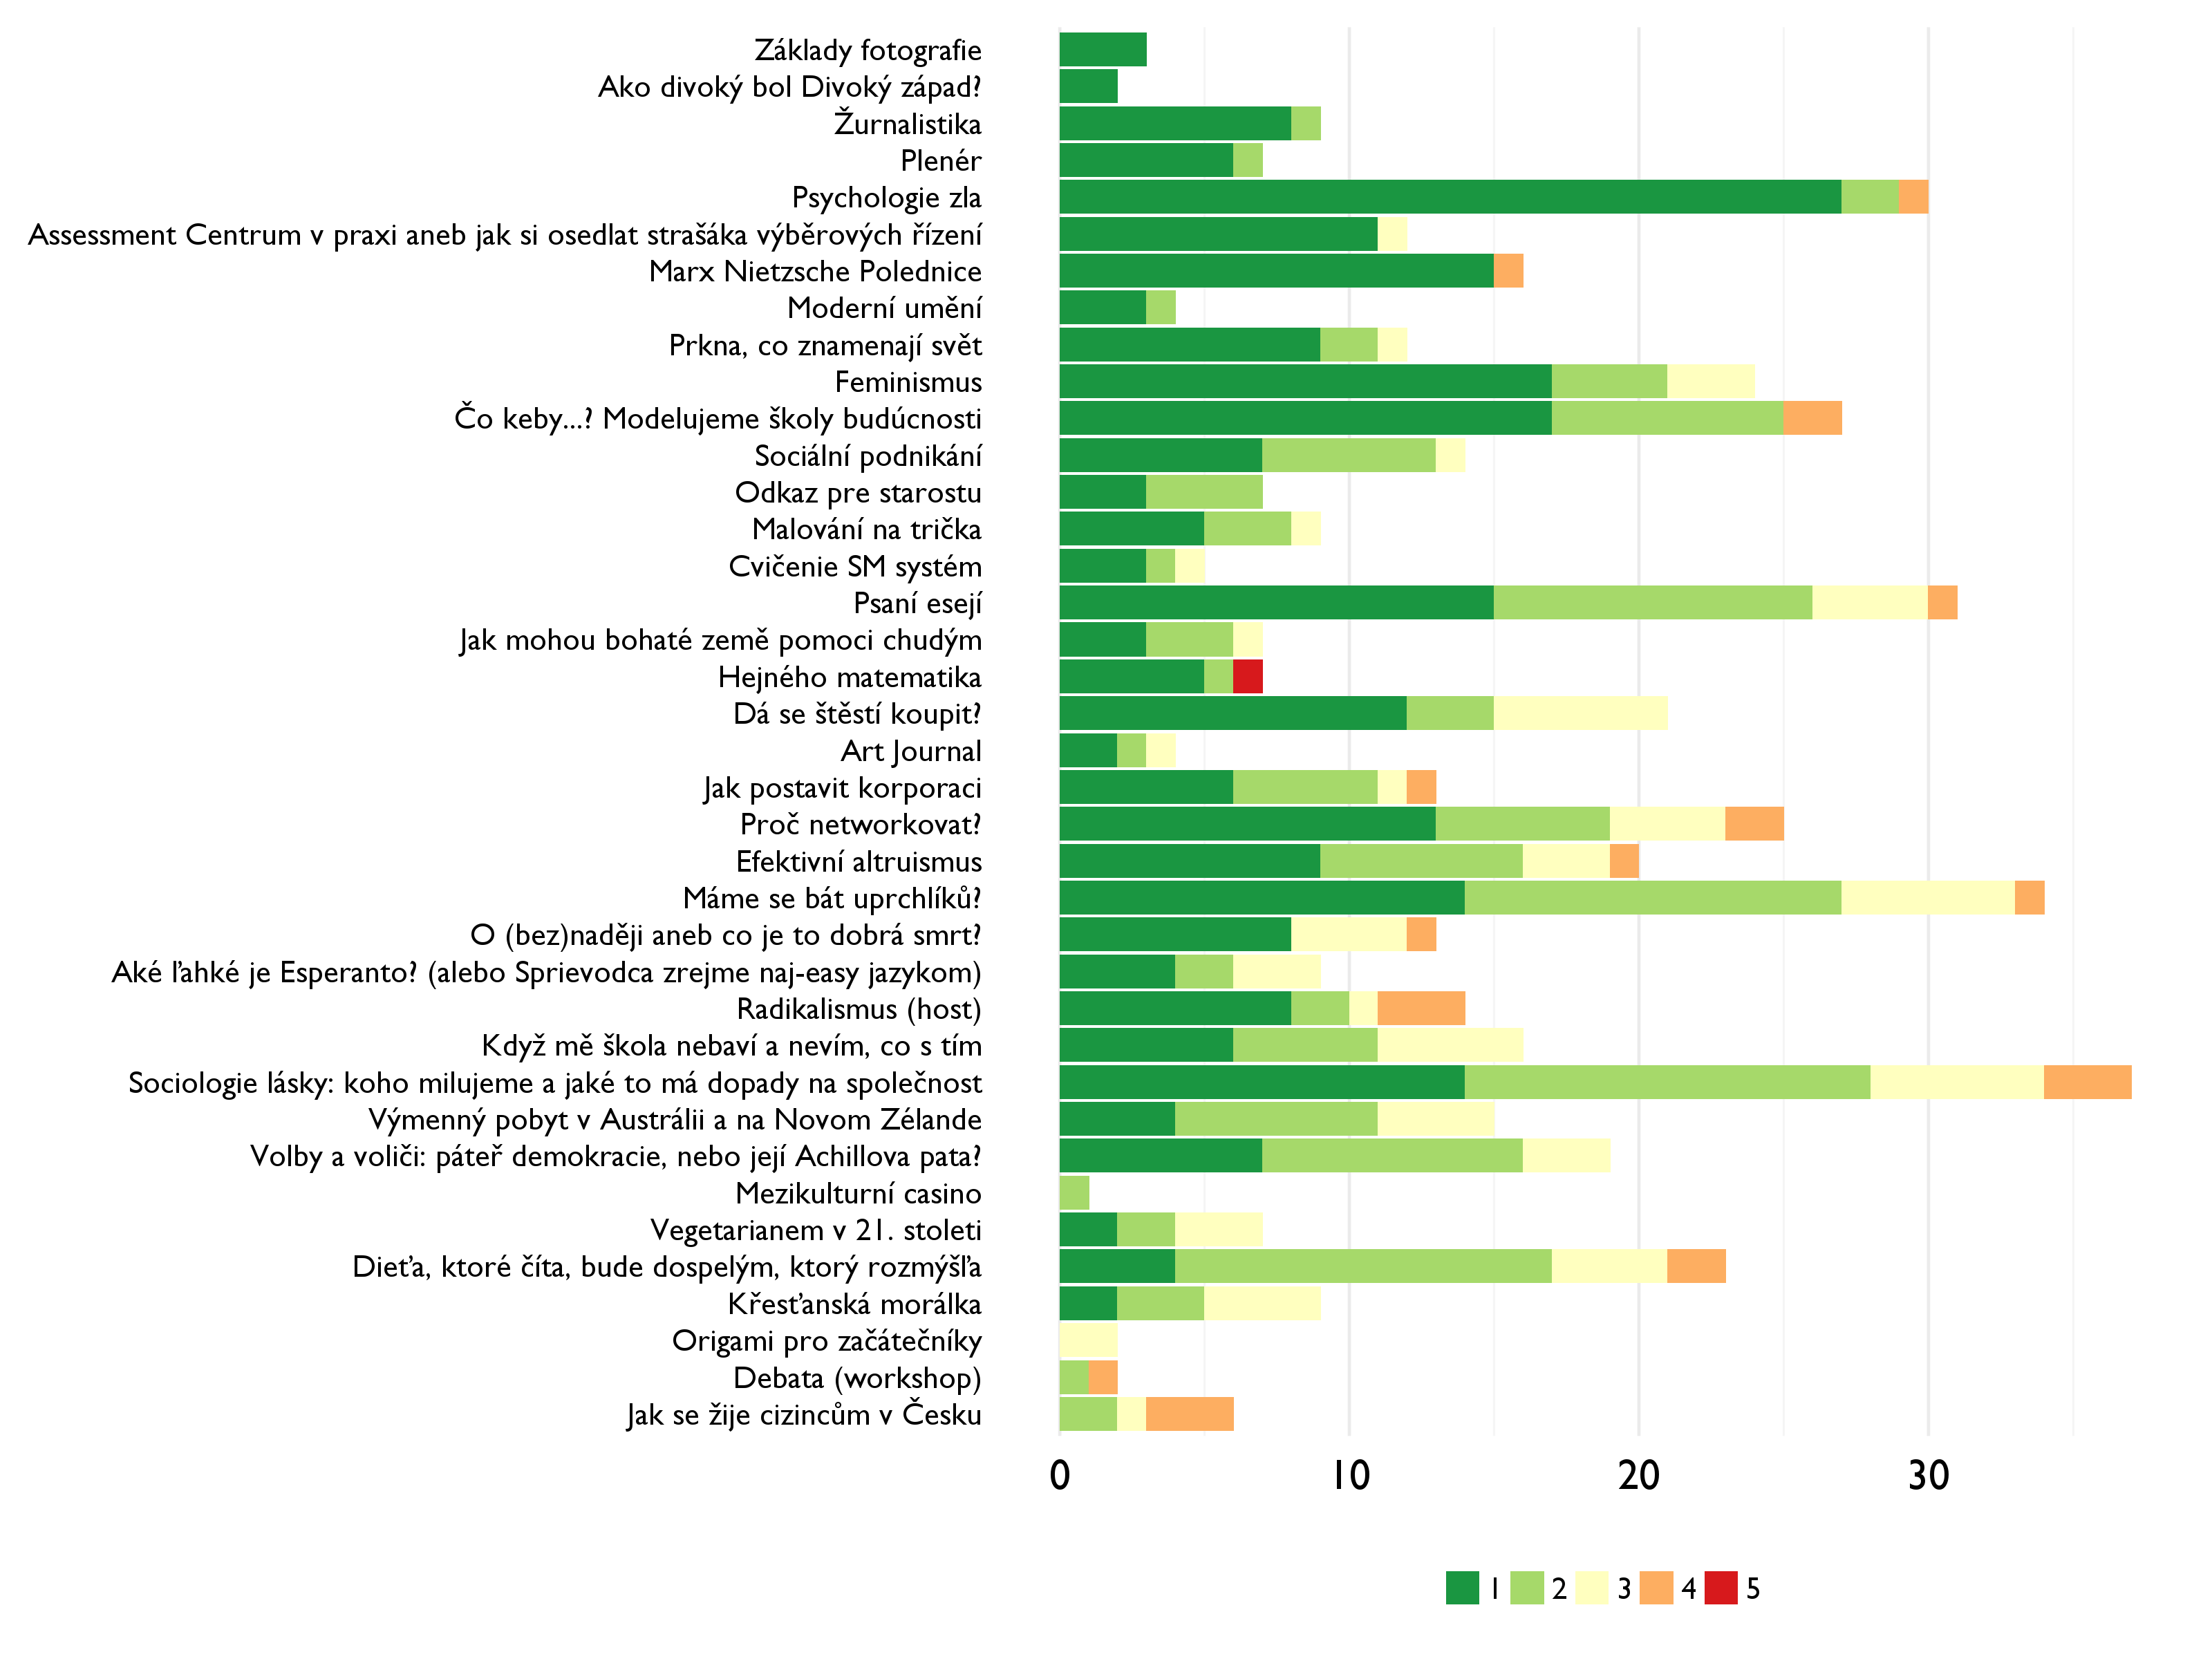 Základy fotografie
Ako divoký bol Divoký západ?
Žurnalistika
Plenér
Psychologie zla
Assessment Centrum v praxi aneb jak si osedlat strašáka výběrových řízení
Marx Nietzsche Polednice
Moderní umění
Prkna, co znamenají svět
Feminismus
Čo keby...? Modelujeme školy budúcnosti
Sociální podnikání
Odkaz pre starostu
Malování na trička
Cvičenie SM systém
Psaní esejí
Jak mohou bohaté země pomoci chudým
Hejného matematika
Dá se štěstí koupit?
Art Journal
Jak postavit korporaci
Proč networkovat?
Efektivní altruismus
Máme se bát uprchlíků?
O (bez)naději aneb co je to dobrá smrt?
Aké ľahké je Esperanto? (alebo Sprievodca zrejme naj-easy jazykom)
Radikalismus (host)
Když mě škola nebaví a nevím, co s tím
Sociologie lásky: koho milujeme a jaké to má dopady na společnost
Výmenný pobyt v Austrálii a na Novom Zélande
Volby a voliči: páteř demokracie, nebo její Achillova pata?
Mezikulturní casino
Vegetarianem v 21. stoleti
Dieťa, ktoré číta, bude dospelým, ktorý rozmýšľa
Křesťanská morálka
Origami pro začátečníky
Debata (workshop)
Jak se žije cizincům v Česku
0 10 20 30
1 2 3 4 5